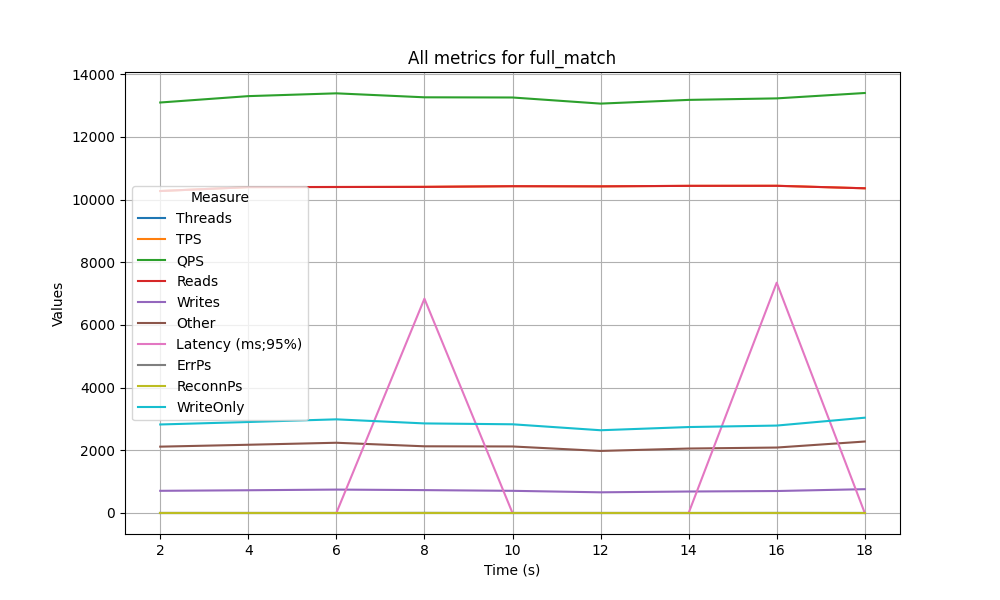 All metrics for full_match
Values
14000
12000
10000
8000
6000
4000
2000
0
Measure
Threads
TPS
QPS
Reads
Writes
Other
Latency (ms;95%)
ErrPs
ReconnPs
WriteOnly
2 4 6 8 10 12 14 16 18
Time (s)